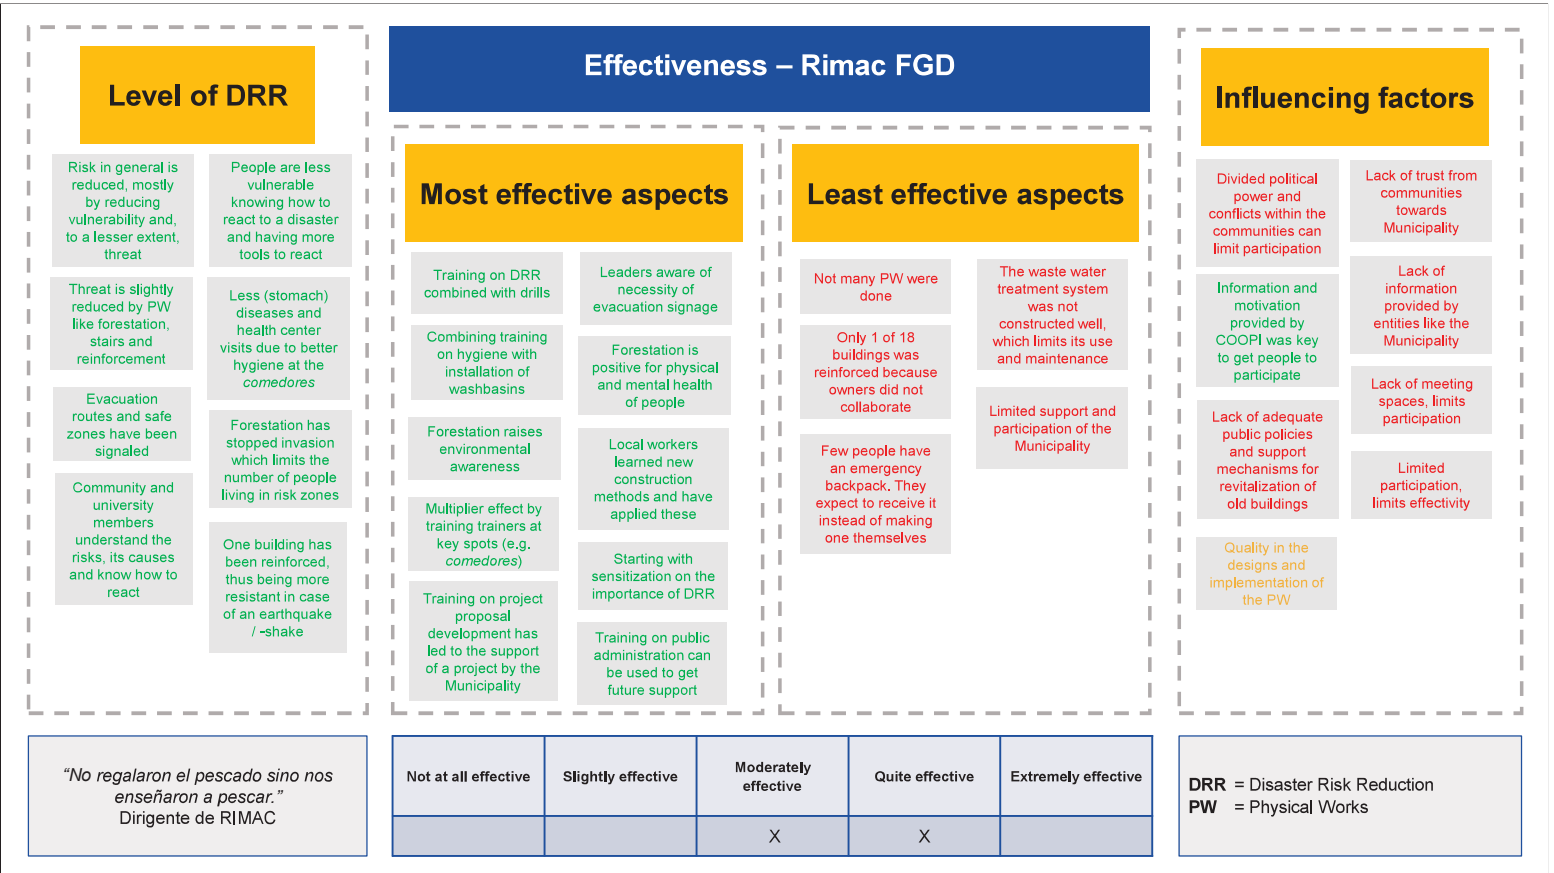 Effectiveness – Rimac FGD
Level of DRR
Risk in general is
reduced, mostly
by reducing
vulnerability and,
to a lesser extent,
threat
People are less
vulnerable
knowing how to
react to a disaster
and having more
tools to react
Threat is slightly
reduced by PW
like forestation,
stairs and
reinforcement
Less (stomach)
diseases and
health center
visits due to better
hygiene at the
comedores
Evacuation
routes and safe
zones have been
signaled
Forestation has
stopped invasion
which limits the
number of people
living in risk zones
Community and
university
members
understand the
risks, its causes
and know how to
react
One building has
been reinforced,
thus being more
resistant in case
of an earthquake
/ -shake
Most effective aspects
Training on DRR
combined with drills
Leaders aware of
necessity of
evacuation signage
Combining training
on hygiene with
installation of
washbasins
Forestation is
positive for physical
and mental health
of people
Forestation raises
environmental
awareness
Local workers
learned new
construction
methods and have
applied these
Multiplier effect by
training trainers at
key spots (e.g.
comedores)
Starting with
sensitization on the
importance of DRR
Training on project
proposal
development has
led to the support
of a project by the
Municipality
Training on public
administration can
be used to get
future support
Least effective aspects
Not many PW were
done
The waste water
treatment system
was not
constructed well,
which limits its use
and maintenance
Only 1 of 18
buildings was
reinforced because
owners did not
collaborate
Limited support and
participation of the
Municipality
Few people have
an emergency
backpack. They
expect to receive it
instead of making
one themselves
Influencing factors
Divided political
power and
conflicts within the
communities can
limit participation
Lack of trust from
communities
towards
Municipality
Information and
motivation
provided by
COOPI was key
to get people to
participate
Lack of
information
provided by
entities like the
Municipality
Lack of adequate
public policies
and support
mechanisms for
revitalization of
old buildings
Lack of meeting
spaces, limits
participation
Limited
participation,
limits effectivity
Quality in the
designs and
implementation of
the PW
“No regalaron el pescado sino nos
enseñaron a pescar.”
Dirigente de RIMAC
Not at all effective
Slightly effective
Moderately
effective
Quite effective
Extremely effective
X
X
DRR = Disaster Risk Reduction
PW = Physical Works